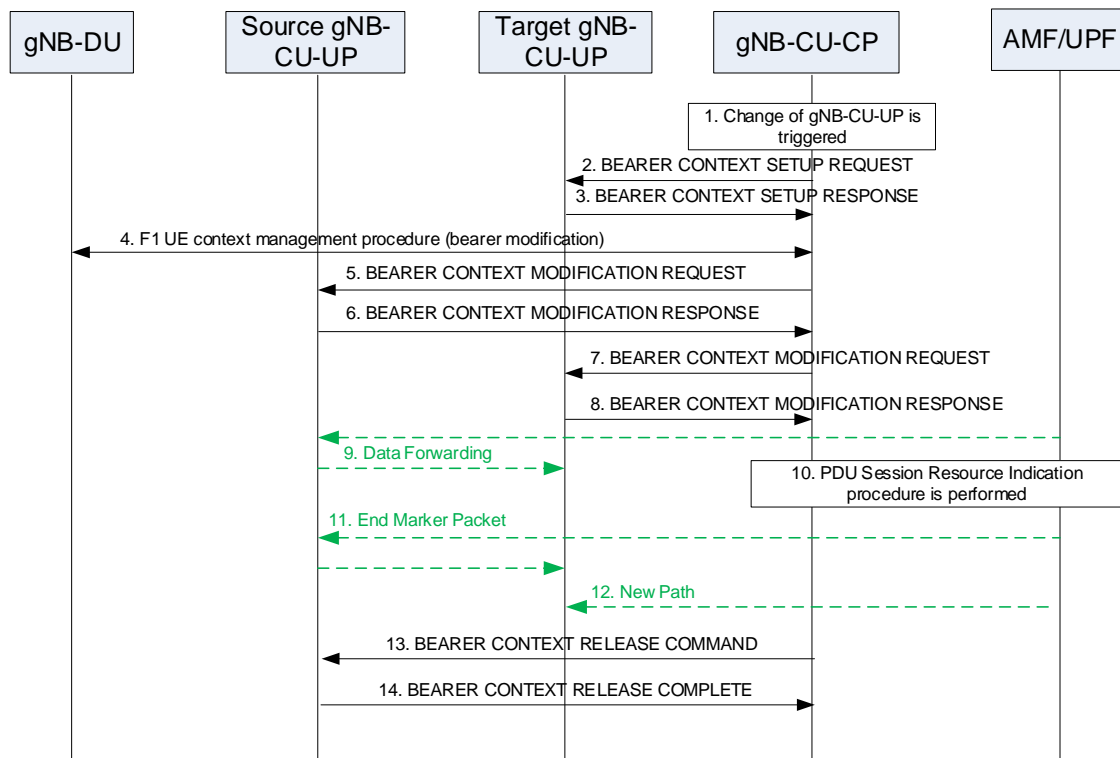 gNB-DU
Source gNB-
CU-UP
Target gNB-
CU-UP
gNB-CU-CP
AMF/UPF
1. Change of gNB-CU-UP is
triggered
2. BEARER CONTEXT SETUP REQUEST
3. BEARER CONTEXT SETUP RESPONSE
4. F1 UE context management procedure (bearer modification)
5. BEARER CONTEXT MODIFICATION REQUEST
6. BEARER CONTEXT MODIFICATION RESPONSE
7. BEARER CONTEXT MODIFICATION REQUEST
8. BEARER CONTEXT MODIFICATION RESPONSE
9. Data Forwarding
10. PDU Session Resource Indication
procedure is performed
11. End Marker Packet
12. New Path
13. BEARER CONTEXT RELEASE COMMAND
14. BEARER CONTEXT RELEASE COMPLETE